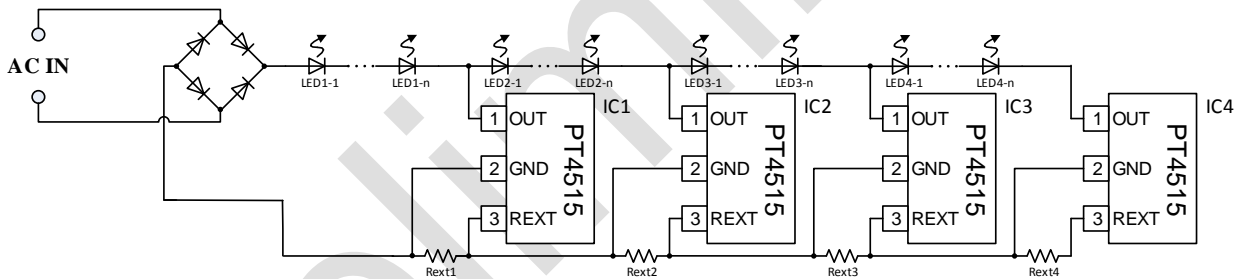 AC IN
LED1-1
LED1-n
LED2-1
LED2-n
LED3-1
LED3-n
LED4-1
LED4-n
IC1
1 OUT
2 GND
3 REXT
PT4515
IC2
1 OUT
2 GND
3 REXT
PT4515
IC3
1 OUT
2 GND
3 REXT
PT4515
IC4
1 OUT
2 GND
3 REXT
PT4515
Rext1
Rext2
Rext3
Rext4